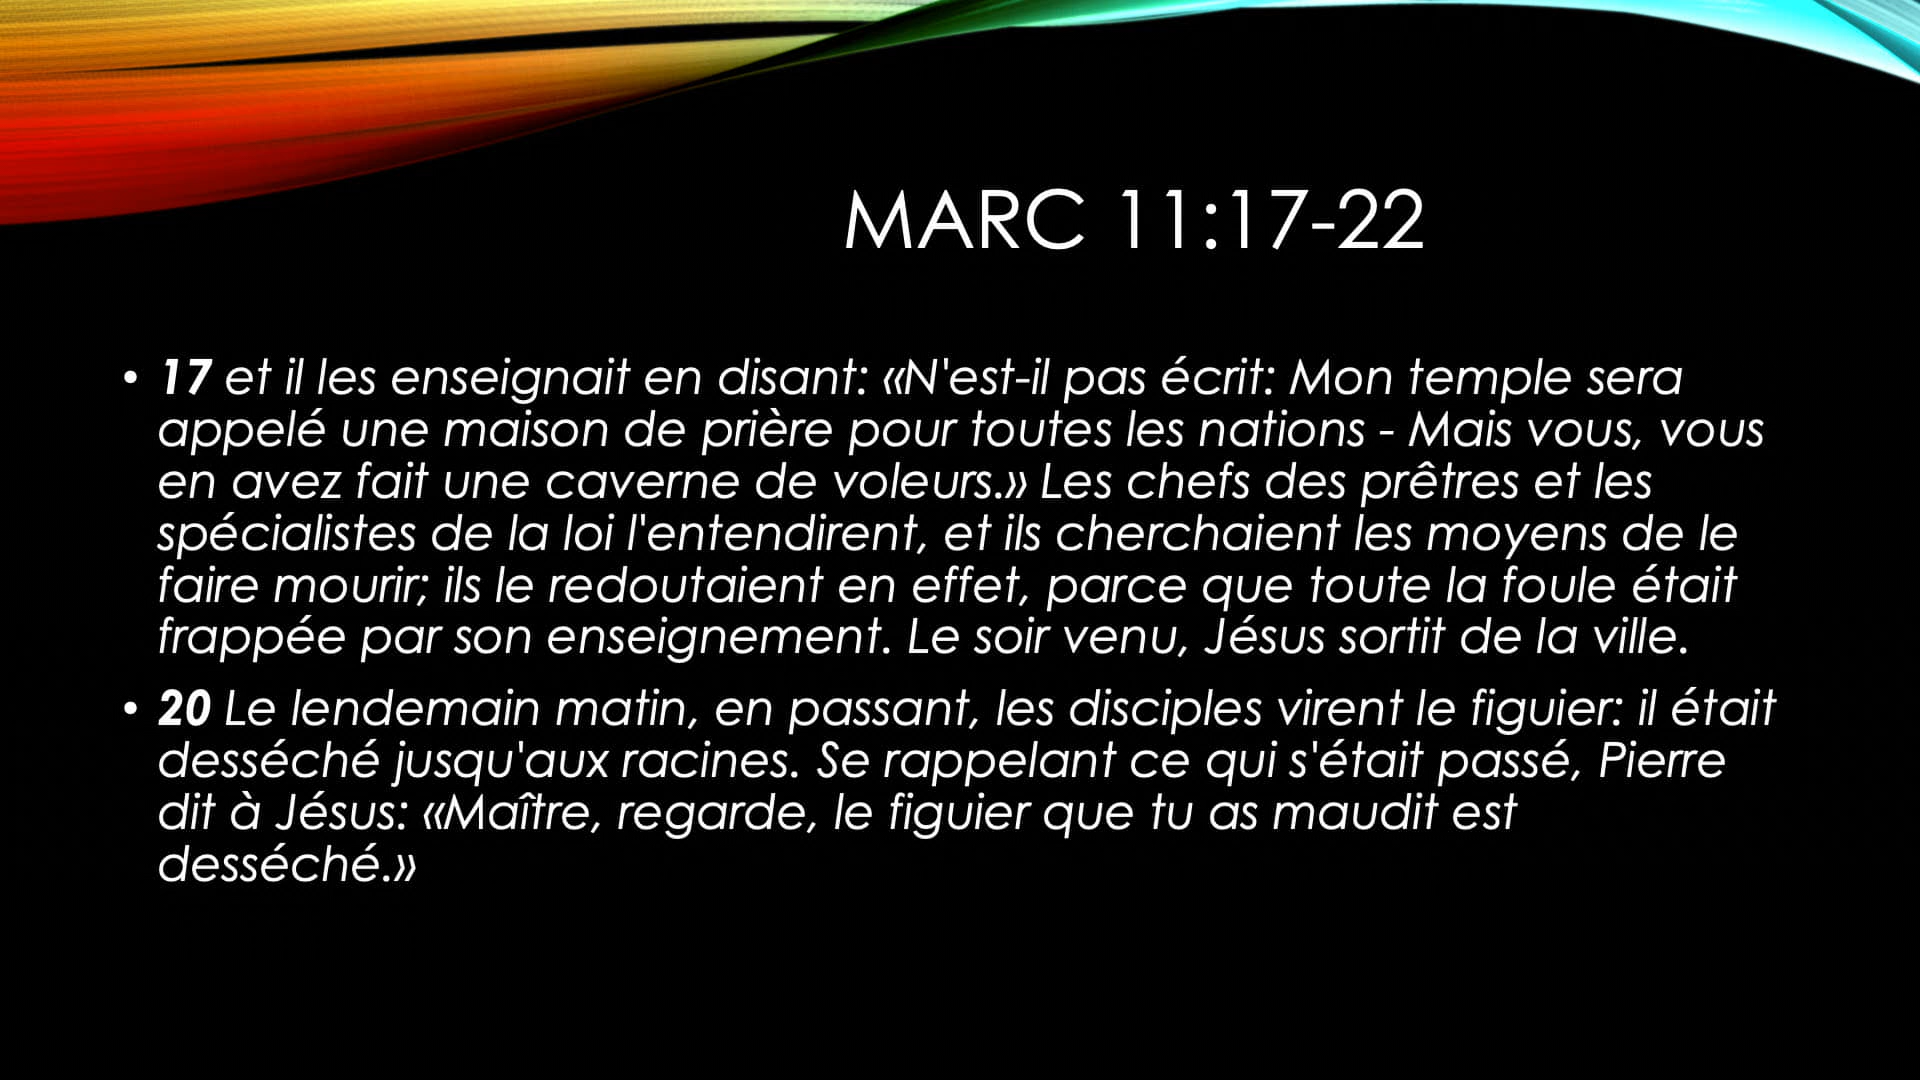 MARC 11:17-22
• 17 et il les enseignait en disant: «N'est-il pas écrit: Mon temple sera
appelé une maison de prière pour toutes les nations - Mais vous, vous
en avez fait une caverne de voleurs.» Les chefs des prêtres et les
spécialistes de la loi l'entendirent, et ils cherchaient les moyens de le
faire mourir; ils le redoutaient en effet, parce que toute la foule était
frappée par son enseignement. Le soir venu, Jésus sortit de la ville.
• 20 Le lendemain matin, en passant, les disciples virent le figuier: il était
desséché jusqu'aux racines. Se rappelant ce qui s'était passé, Pierre
dit à Jésus: «Maître, regarde, le figuier que tu as maudit est
desséché.»